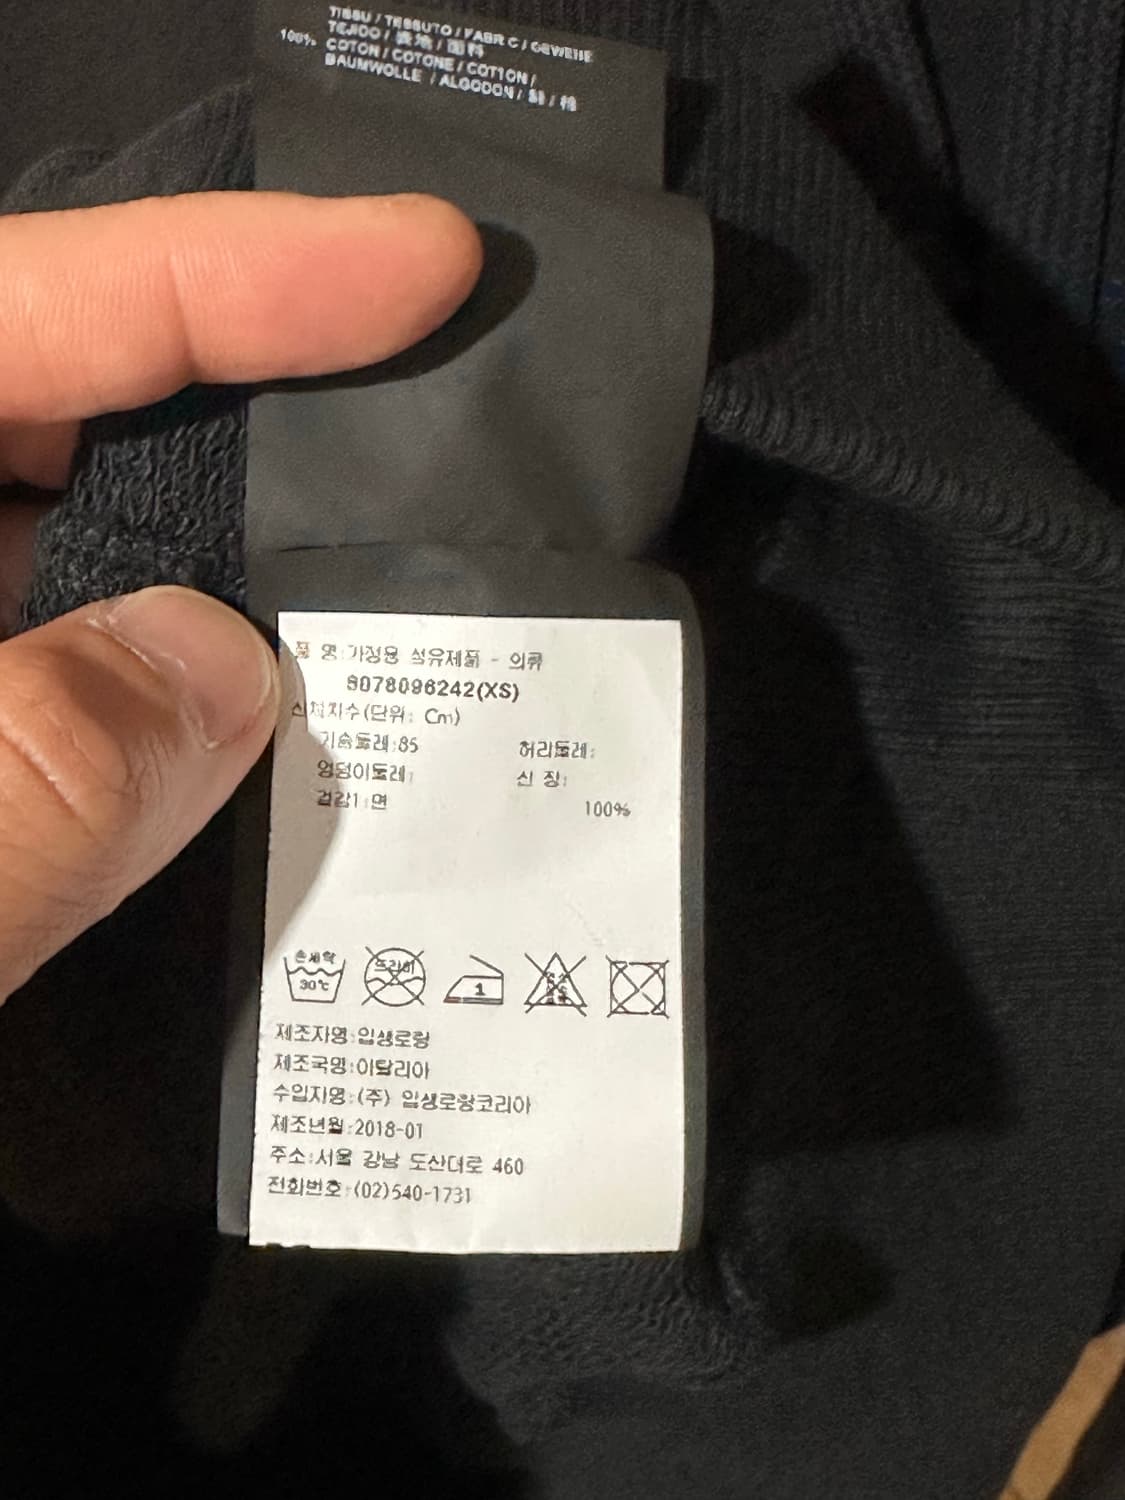 TISSU / TESSUTO / FABRIC / GEWEBE
TEJIDO / 表地 / 面料
100% COTON / COTONE / COTTON /
BAUMWOLLE / ALGODON / 綿 / 棉
품 명:가정용 섬유제품 - 의류
8078096242(XS)
신체치수(단위: Cm)
가슴둘레:85 허리둘레:
엉덩이둘레: 신 장:
겉감1:면 100%
손세탁
30℃
드라이
1
제조자명:입생로랑
제조국명:이탈리아
수입자명:(주) 입생로랑코리아
제조년월:2018-01
주소:서울 강남 도산대로 460
전화번호:(02)540-1731